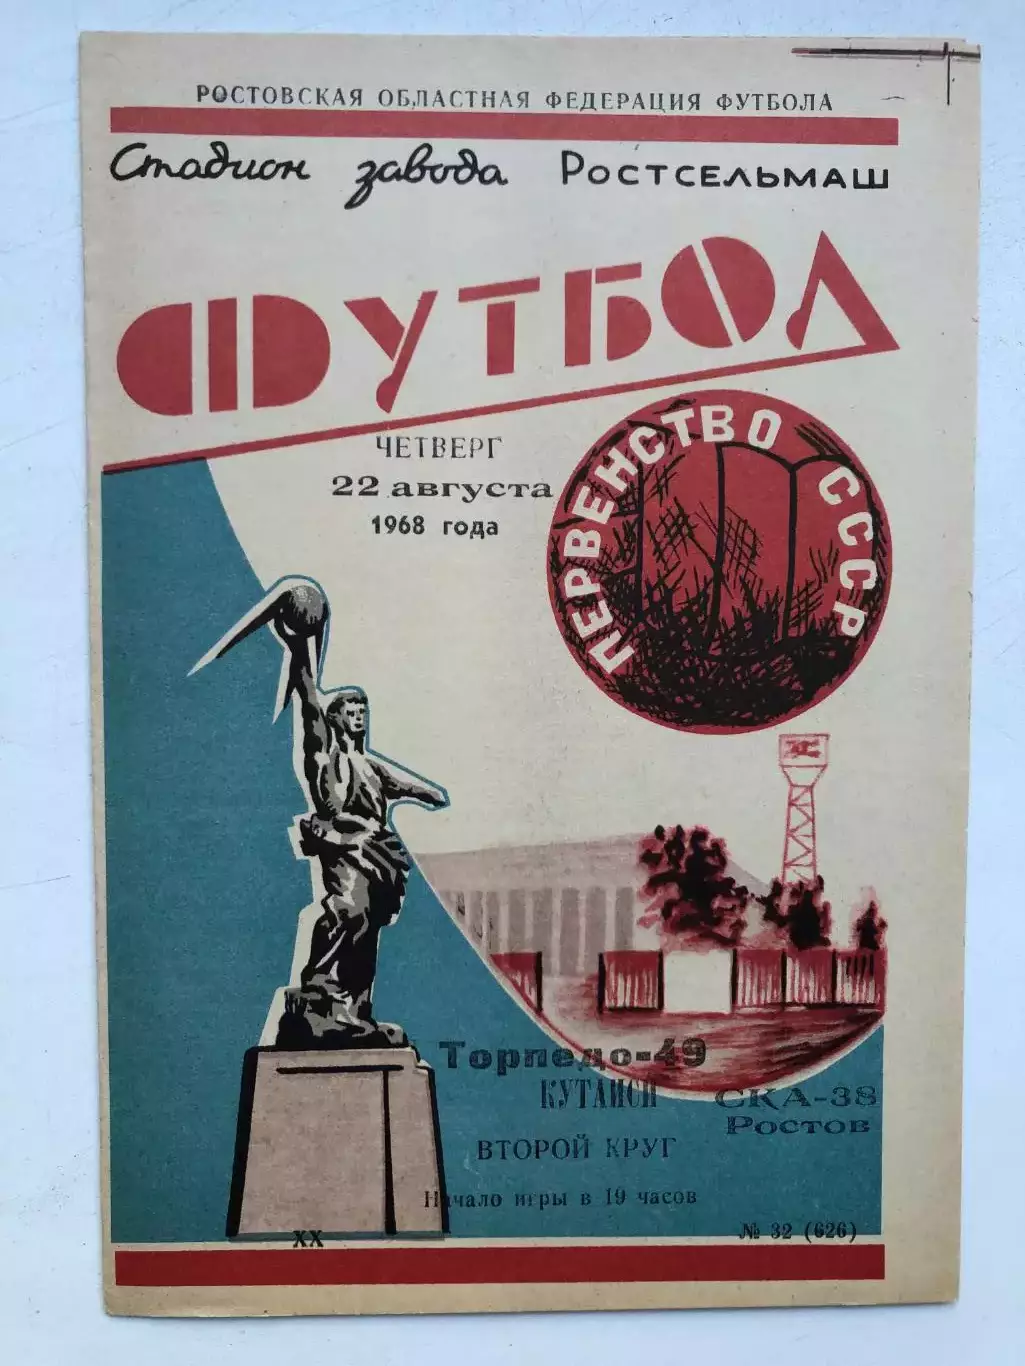 РОСТОВСКАЯ ОБЛАСТНАЯ ФЕДЕРАЦИЯ ФУТБОЛА
Стадион завода РОСТСЕЛЬМАШ
ФУТБОЛ
ЧЕТВЕРГ
22 августа
1968 года
ПЕРВЕНСТВО СССР
Торпедо-49
КУТАИСИ
СКА-38
Ростов
ВТОРОЙ КРУГ
Начало игры в 19 часов
№ 32 (626)
XX